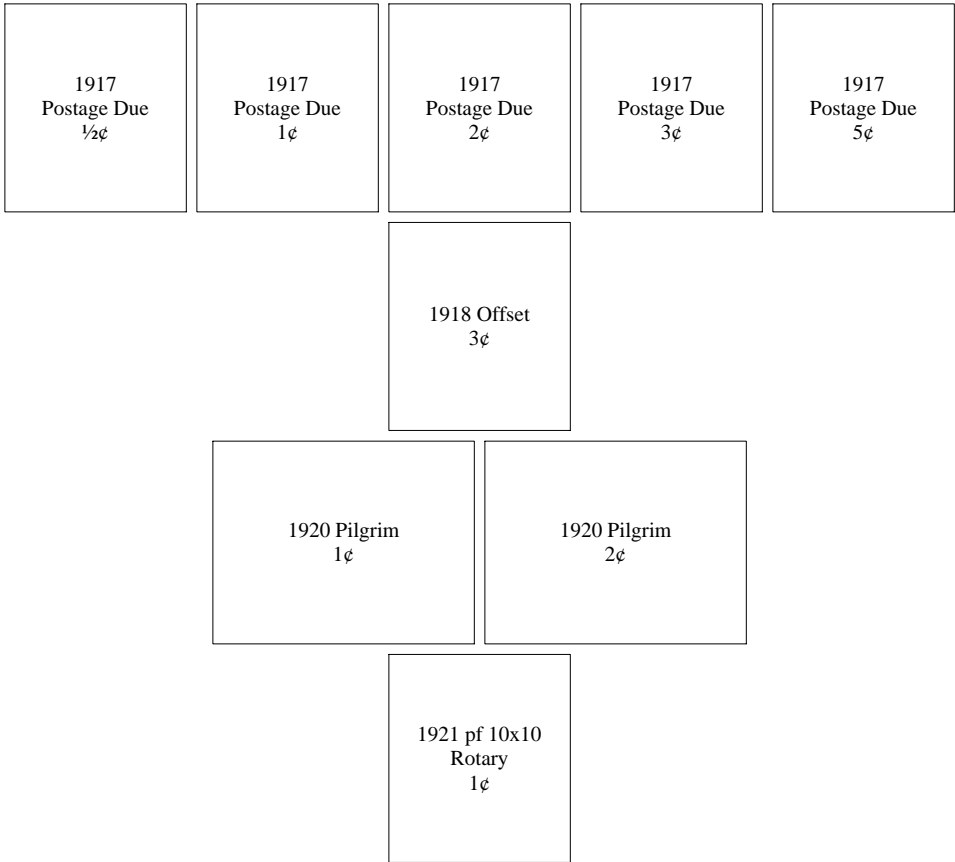 1917
Postage Due
½¢
1917
Postage Due
1¢
1917
Postage Due
2¢
1917
Postage Due
3¢
1917
Postage Due
5¢
1918 Offset
3¢
1920 Pilgrim
1¢
1920 Pilgrim
2¢
1921 pf 10x10
Rotary
1¢